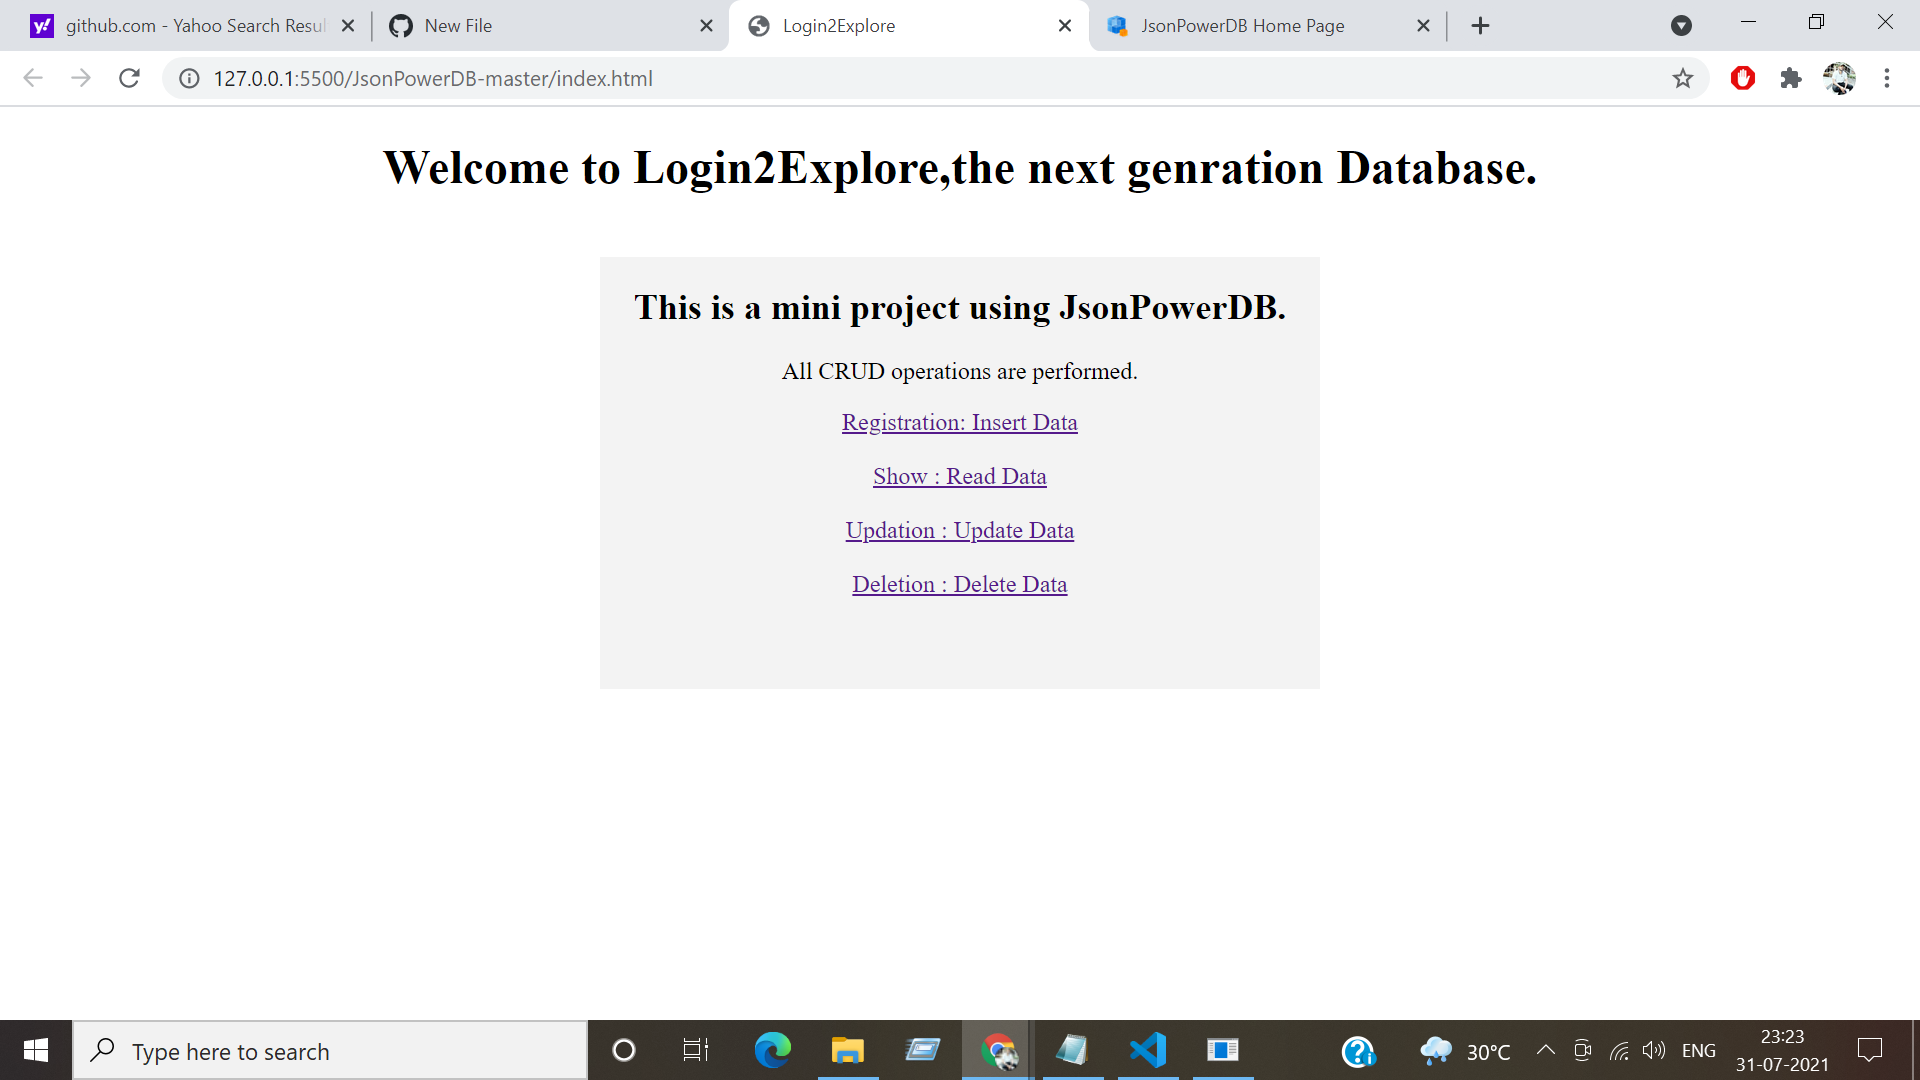 github.com - Yahoo Search Resul
New File
Login2Explore
JsonPowerDB Home Page
127.0.0.1:5500/JsonPowerDB-master/index.html
Welcome to Login2Explore,the next genration Database.
This is a mini project using JsonPowerDB.
All CRUD operations are performed.
Registration: Insert Data
Show : Read Data
Updation : Update Data
Deletion : Delete Data
Type here to search
30°C
ENG
23:23
31-07-2021